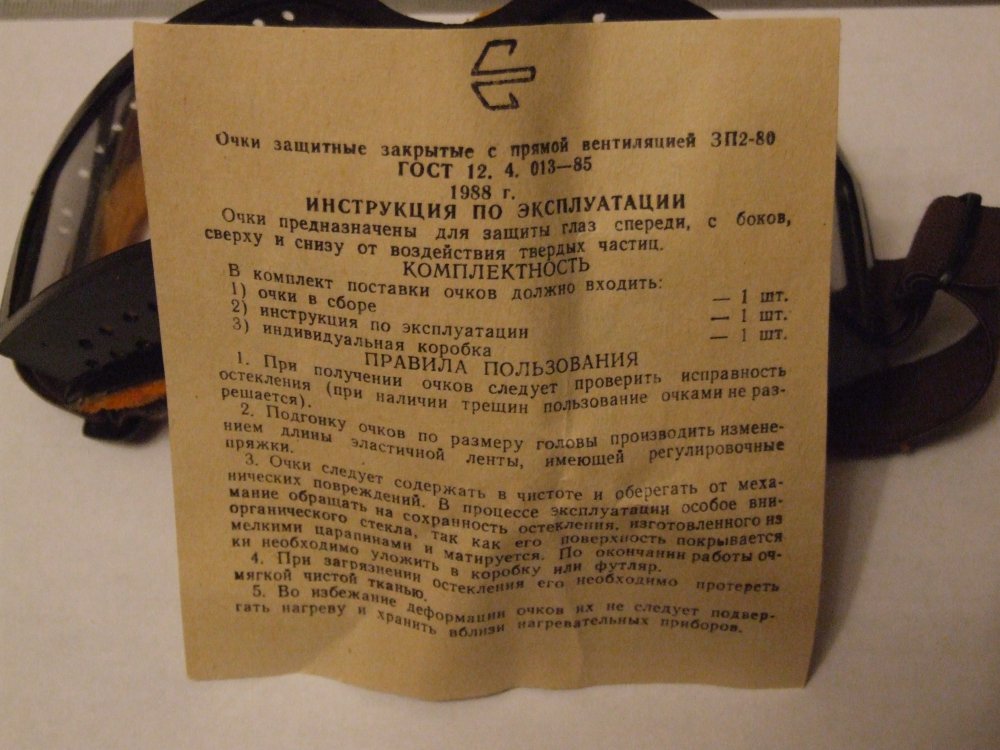 Очки защитные закрытые с прямой вентиляцией ЗП2-80
ГОСТ 12. 4. 013—85
1988 г.
ИНСТРУКЦИЯ ПО ЭКСПЛУАТАЦИИ
Очки предназначены для защиты глаз спереди, с боков,
сверху и снизу от воздействия твердых частиц.
КОМПЛЕКТНОСТЬ
В комплект поставки очков должно входить:
1) очки в сборе — 1 шт.
2) инструкция по эксплуатации — 1 шт.
3) индивидуальная коробка — 1 шт.
ПРАВИЛА ПОЛЬЗОВАНИЯ
1. При получении очков следует проверить исправность
остекления (при наличии трещин пользование очками не раз-
решается).
2. Подгонку очков по размеру головы производить измене-
нием длины эластичной ленты, имеющей регулировочные
пряжки.
3. Очки следует содержать в чистоте и оберегать от меха-
нических повреждений. В процессе эксплуатации особое вни-
мание обращать на сохранность остекления, изготовленного из
органического стекла, так как его поверхность покрывается
мелкими царапинами и матируется. По окончании работы оч-
ки необходимо уложить в коробку или футляр.
4. При загрязнении остекления его необходимо протереть
мягкой чистой тканью.
5. Во избежание деформации очков их не следует подвер-
гать нагреву и хранить вблизи нагревательных приборов.